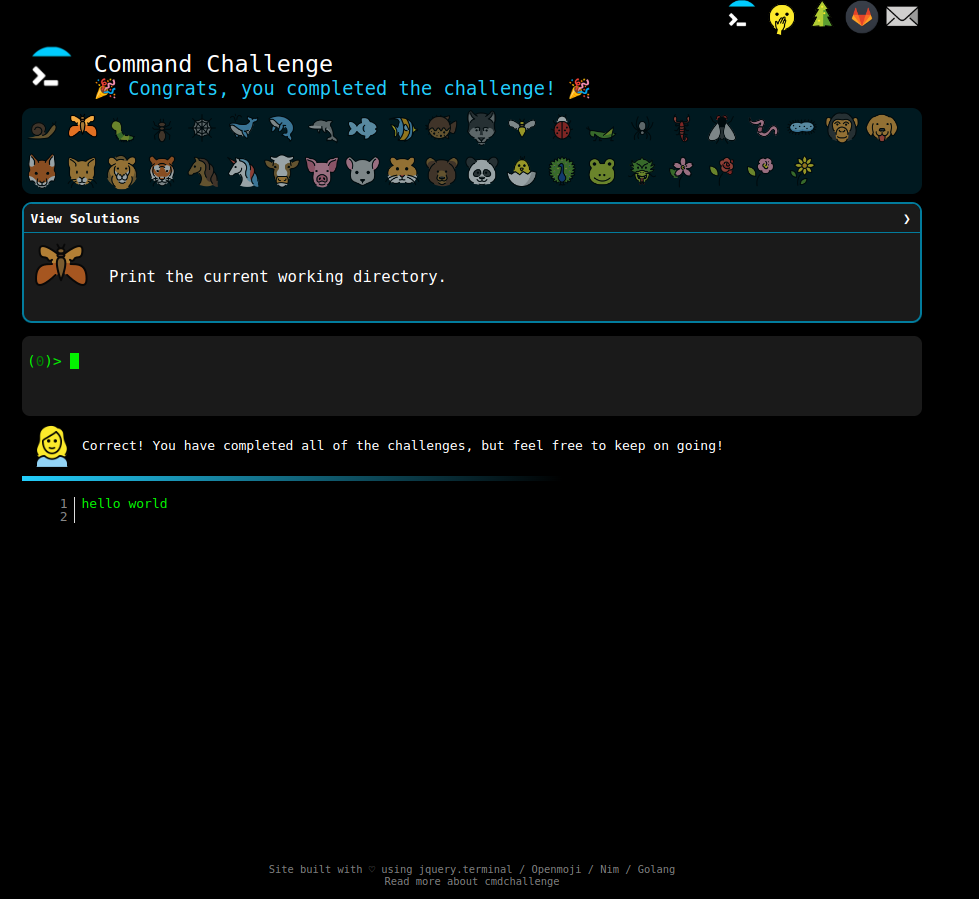 Command Challenge
🎉 Congrats, you completed the challenge! 🎉
View Solutions ❯
Print the current working directory.
(0)>
Correct! You have completed all of the challenges, but feel free to keep on going!
1 hello world
2
Site built with ♡ using jquery.terminal / Openmoji / Nim / Golang
Read more about cmdchallenge